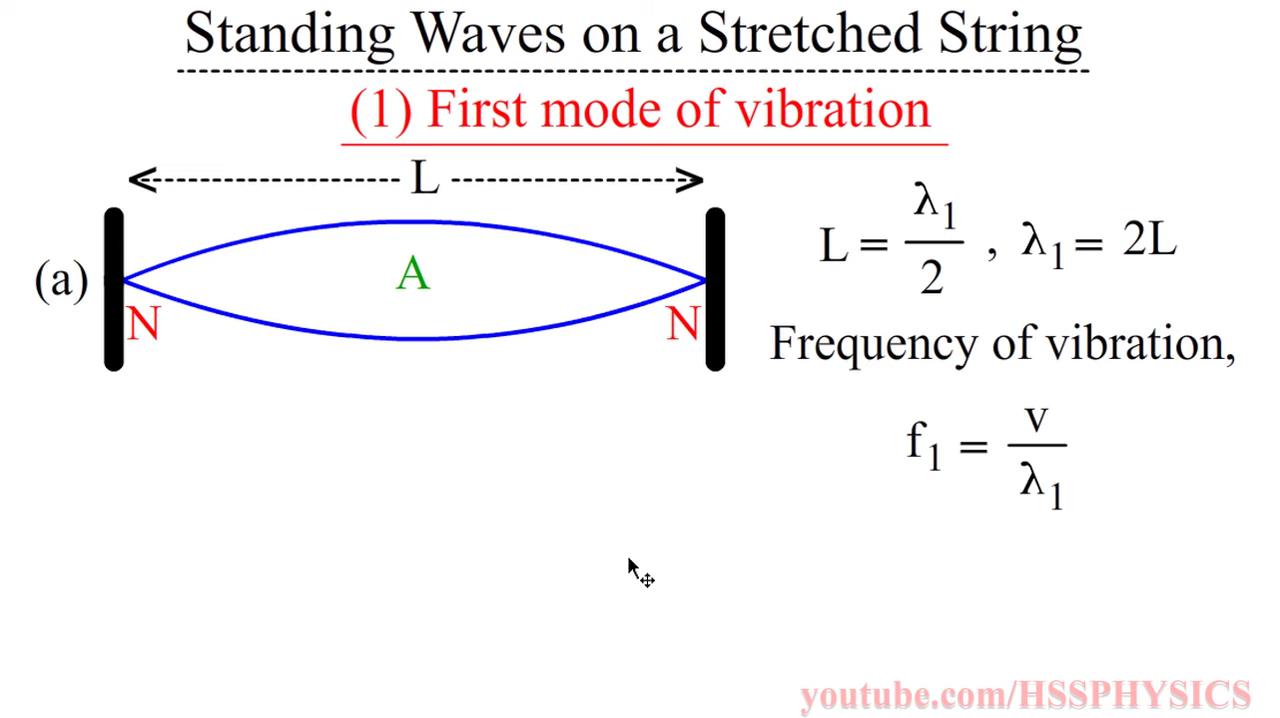 Standing Waves on a Stretched String
(1) First mode of vibration
L
(a)
A
N N
L = λ₁/2 , λ₁ = 2L
Frequency of vibration,
f₁ = v/λ₁
youtube.com/HSSPHYSICS